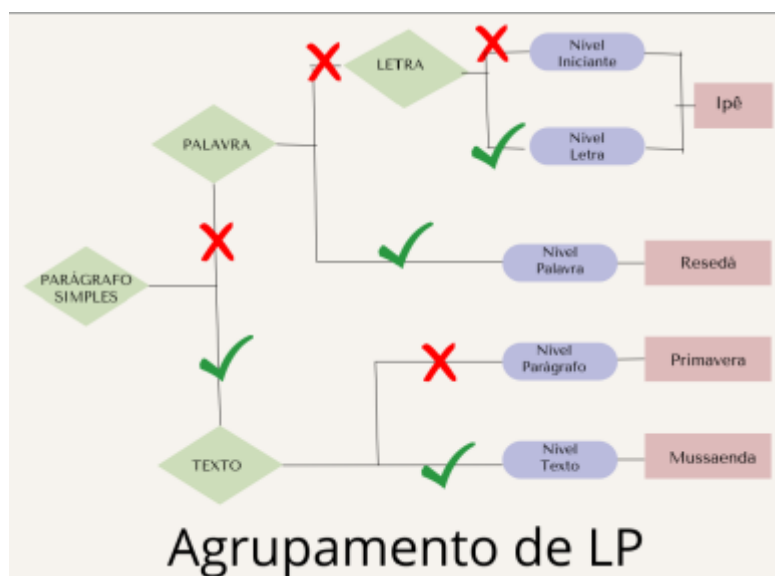 LETRA
Nível
Iniciante
Ipê
PALAVRA
Nível
Letra
PARÁGRAFO
SIMPLES
Nível
Palavra
Resedá
Nível
Parágrafo
Primavera
TEXTO
Nível
Texto
Mussaenda
Agrupamento de LP